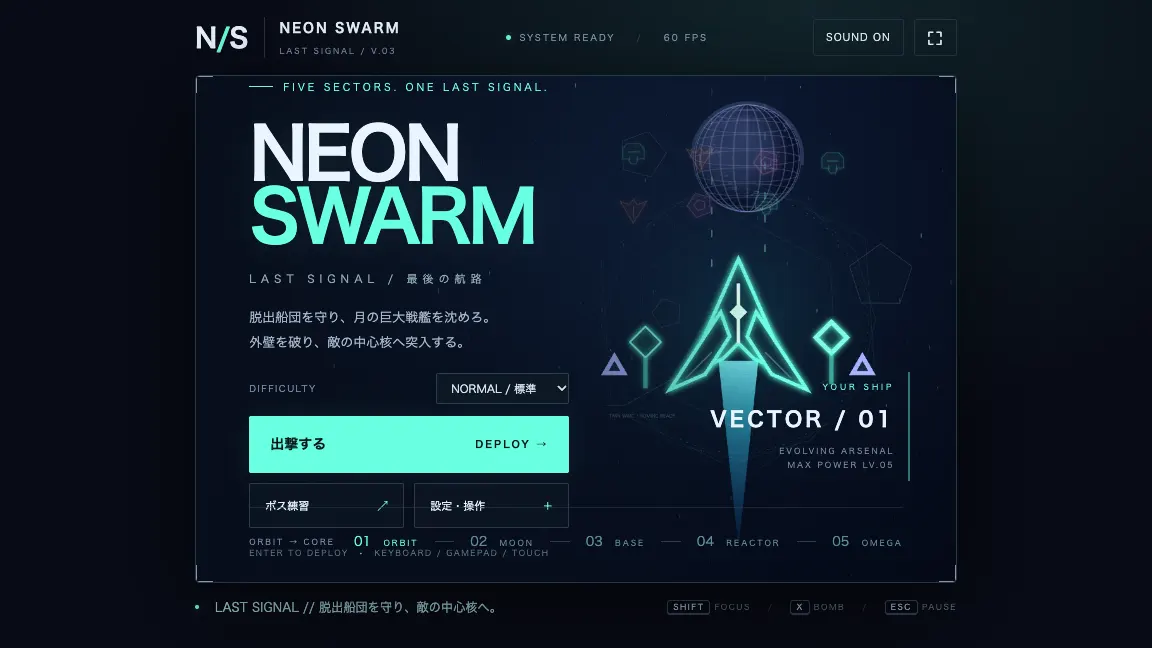 N/S
NEON SWARM
LAST SIGNAL / V.03
SYSTEM READY / 60 FPS
SOUND ON
FIVE SECTORS. ONE LAST SIGNAL.
NEON
SWARM
LAST SIGNAL / 最後の航路
脱出船団を守り、月の巨大戦艦を沈めろ。
外壁を破り、敵の中心核へ突入する。
DIFFICULTY
NORMAL / 標準
出撃する DEPLOY →
ボス練習 ↗
設定・操作 +
YOUR SHIP
VECTOR / 01
EVOLVING ARSENAL
MAX POWER LV.05
ORBIT → CORE 01 ORBIT 02 MOON 03 BASE 04 REACTOR 05 OMEGA
ENTER TO DEPLOY · KEYBOARD / GAMEPAD / TOUCH
LAST SIGNAL // 脱出船団を守り、敵の中心核へ。
SHIFT FOCUS / X BOMB / ESC PAUSE